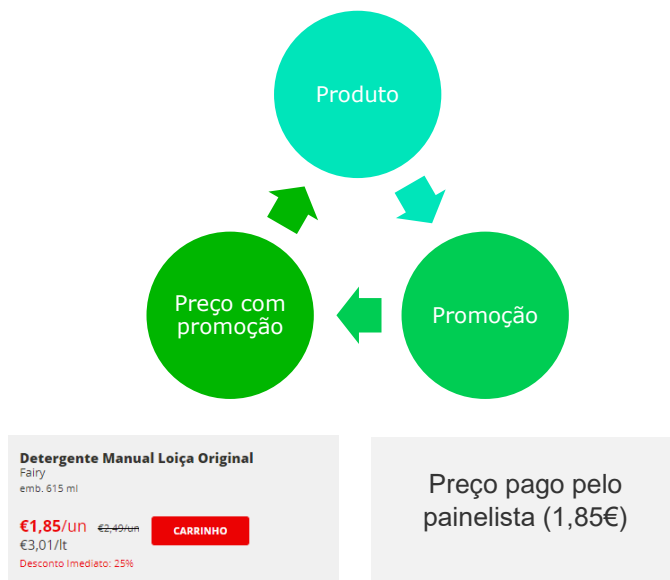 Produto
Preço com
promoção
Promoção
Detergente Manual Loiça Original
Fairy
emb. 615 ml
€1,85/un €2,49/un CARRINHO
€3,01/lt
Desconto Imediato: 25%
Preço pago pelo
painelista (1,85€)